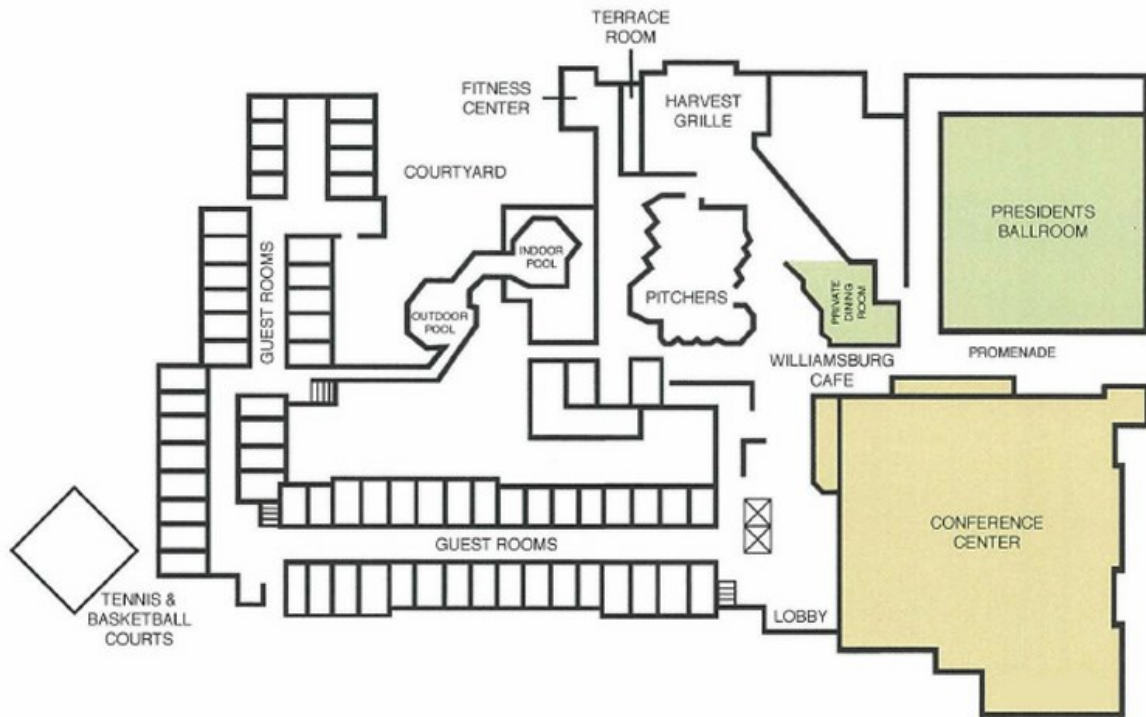 TERRACE
ROOM
FITNESS
CENTER
HARVEST
GRILLE
COURTYARD
PRESIDENTS
BALLROOM
INDOOR
POOL
GUEST ROOMS
OUTDOOR
POOL
PITCHERS
PRIVATE
DINING
ROOM
WILLIAMSBURG
CAFE
PROMENADE
CONFERENCE
CENTER
GUEST ROOMS
TENNIS &
BASKETBALL
COURTS
LOBBY